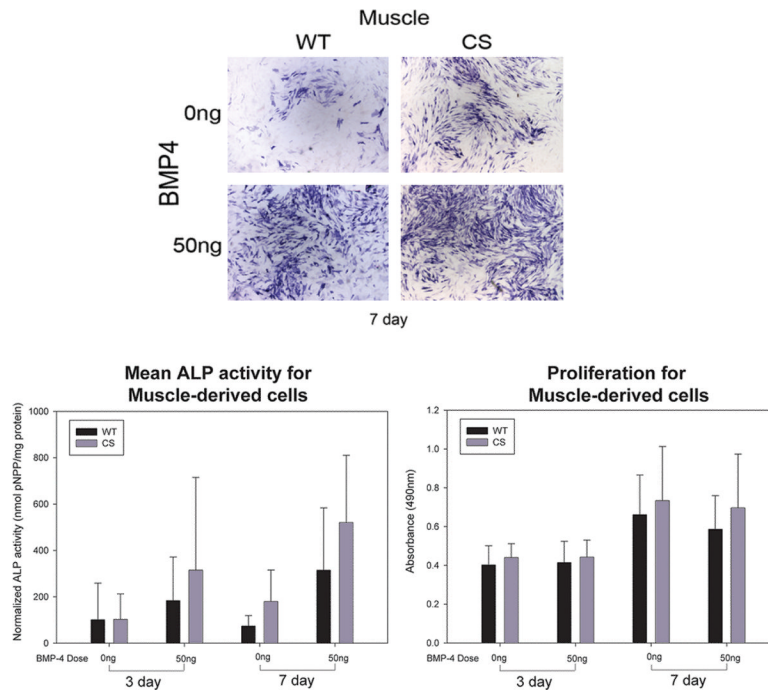 Muscle
WT CS
BMP4
0ng
50ng
7 day
Mean ALP activity for
Muscle-derived cells
Normalized ALP activity (nmol pNPP/mg protein)
1000
800
600
400
200
0
WT
CS
BMP-4 Dose 0ng 50ng 0ng 50ng
3 day 7 day
Proliferation for
Muscle-derived cells
Absorbance (490nm)
1.2
1.0
0.8
0.6
0.4
0.2
0.0
WT
CS
BMP-4 Dose 0ng 50ng 0ng 50ng
3 day 7 day